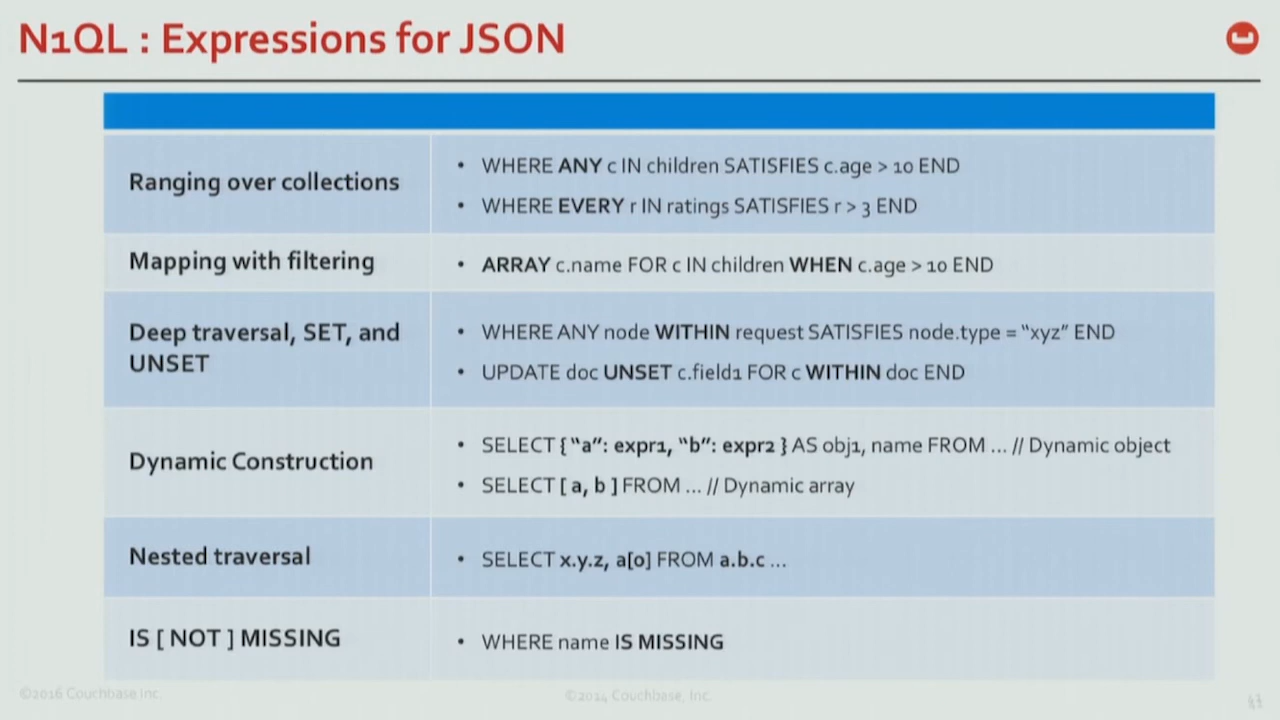 N1QL : Expressions for JSON
Ranging over collections
• WHERE ANY c IN children SATISFIES c.age > 10 END
• WHERE EVERY r IN ratings SATISFIES r > 3 END
Mapping with filtering
• ARRAY c.name FOR c IN children WHEN c.age > 10 END
Deep traversal, SET, and
UNSET
• WHERE ANY node WITHIN request SATISFIES node.type = “xyz” END
• UPDATE doc UNSET c.field1 FOR c WITHIN doc END
Dynamic Construction
• SELECT { “a”: expr1, “b”: expr2 } AS obj1, name FROM ... // Dynamic object
• SELECT [ a, b ] FROM ... // Dynamic array
Nested traversal
• SELECT x.y.z, a[0] FROM a.b.c ...
IS [ NOT ] MISSING
• WHERE name IS MISSING
©2016 Couchbase Inc.
©2014 Couchbase, Inc.